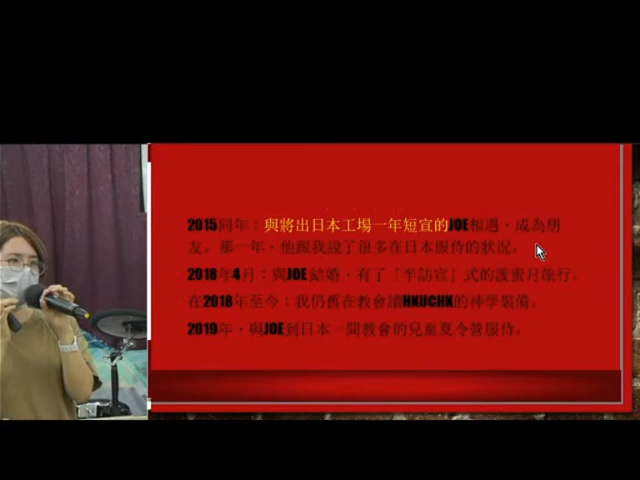 2015同年：與將出日本工場一年短宣的JOE相遇，成為朋
友。那一年，他跟我說了很多在日本服侍的狀況。
2018年4月：與JOE結婚，有了「半訪宣」式的渡蜜月旅行。
在2018年至今：我仍舊在教會讀HKUCHK的神學裝備。
2019年，與JOE到日本一間教會的兒童夏令營服侍。